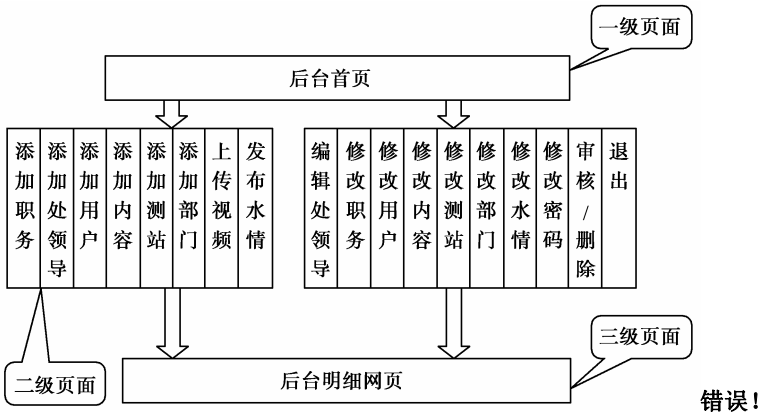 一级页面
后台首页
添加职务
添加处领导
添加用户
添加内容
添加测站
添加部门
上传视频
发布水情
编辑处领导
修改职务
修改用户
修改内容
修改测站
修改部门
修改水情
修改密码
审核/删除
退出
二级页面
后台明细网页
三级页面
错误！